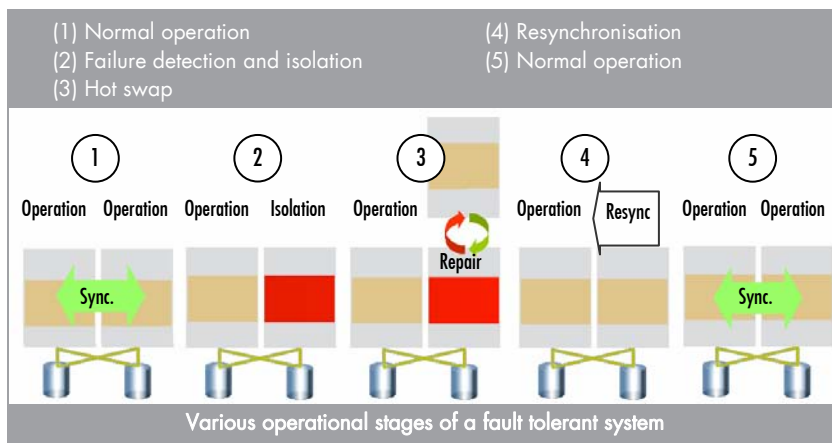 (1) Normal operation
(2) Failure detection and isolation
(3) Hot swap
(4) Resynchronisation
(5) Normal operation
1
2
3
4
5
Operation Operation
Operation Isolation
Operation
Repair
Operation
Resync
Operation Operation
Sync.
Sync.
Various operational stages of a fault tolerant system